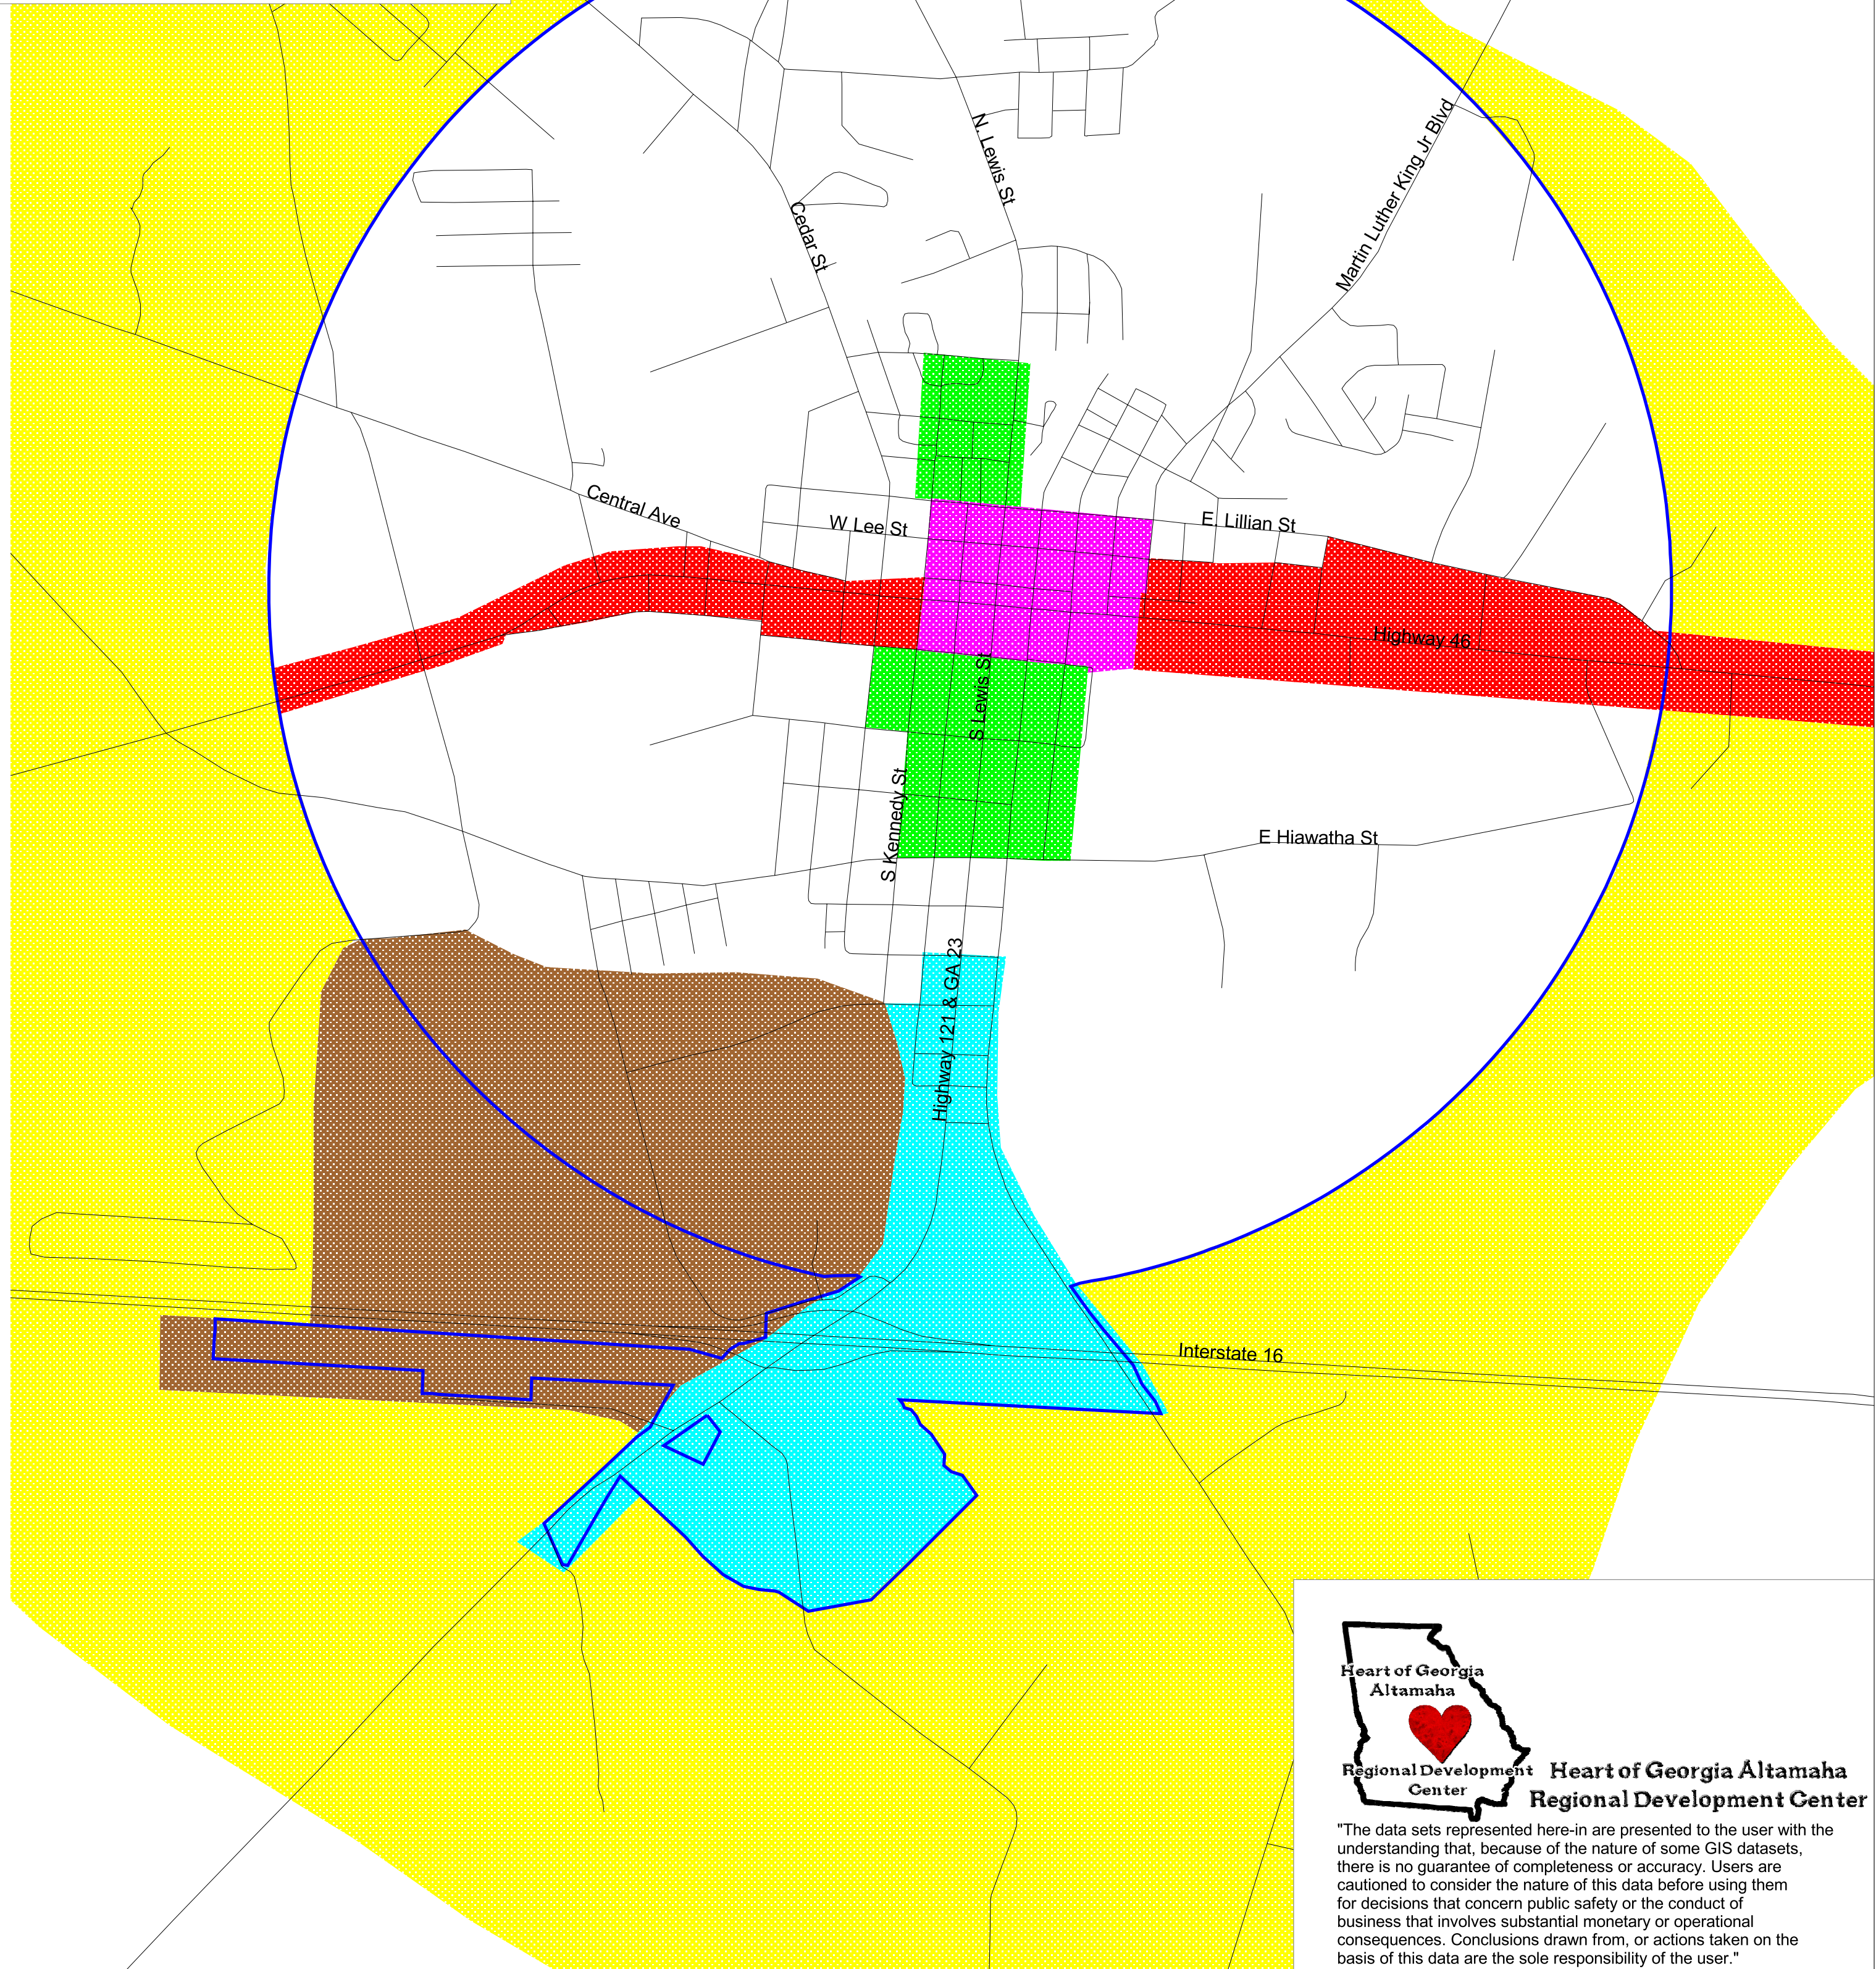 N. Lewis St
Martin Luther King Jr Blvd
Cedar St
Central Ave
W Lee St
E. Lillian St
Highway 46
S Lewis St
S Kennedy St
E Hiawatha St
Highway 121 & GA 23
Interstate 16
Heart of Georgia
Altamaha
Regional Development
Center
Heart of Georgia Altamaha
Regional Development Center
"The data sets represented here-in are presented to the user with the
understanding that, because of the nature of some GIS datasets,
there is no guarantee of completeness or accuracy. Users are
cautioned to consider the nature of this data before using them
for decisions that concern public safety or the conduct of
business that involves substantial monetary or operational
consequences. Conclusions drawn from, or actions taken on the
basis of this data are the sole responsibility of the user."